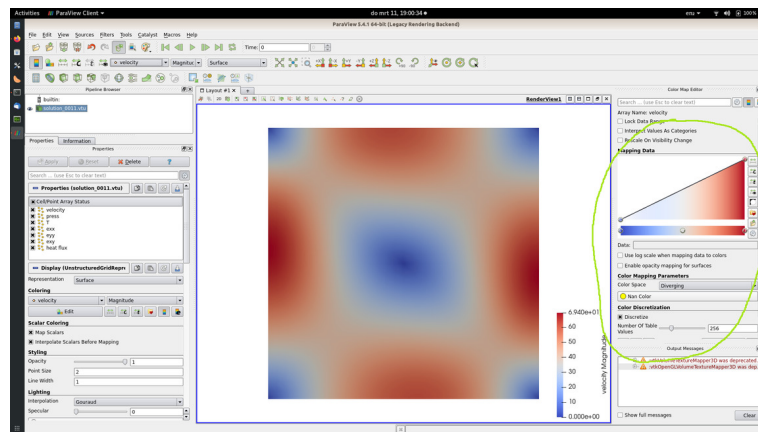 Activities ParaView Client do mrt 11, 19:00:34 en₂ 100%
ParaView 5.4.1 64-bit (Legacy Rendering Backend)
File Edit View Sources Filters Tools Catalyst Macros Help
Time: 0
velocity Magnituc Surface
Pipeline Browser
builtin:
solution_0011.vtu
Properties Information
Properties
Apply Reset Delete ?
Search ... (use Esc to clear text)
Properties (solution_0011.vtu)
Cell/Point Array Status
velocity
press
T
exx
eyy
exy
heat flux
Display (UnstructuredGridRepre
Representation Surface
Coloring
velocity Magnitude
Edit
Scalar Coloring
Map Scalars
Interpolate Scalars Before Mapping
Styling
Opacity 1
Point Size 2
Line Width 1
Lighting
Interpolation Gouraud
Specular 0
Layout #1
RenderView1
6.940e+01
60
50
40
30
20
10
0.000e+00
velocity Magnitude
Color Map Editor
Search ... (use Esc to clear text)
Array Name: velocity
Lock Data Range
Interpret Values As Categories
Rescale On Visibility Change
Mapping Data
Data:
Use log scale when mapping data to colors
Enable opacity mapping for surfaces
Color Mapping Parameters
Color Space Diverging
Nan Color
Color Discretization
Discretize
Number Of Table Values 256
Output Messages
vtkOpenGLVolumeTextureMapper3D was dep...
Show full messages Clear